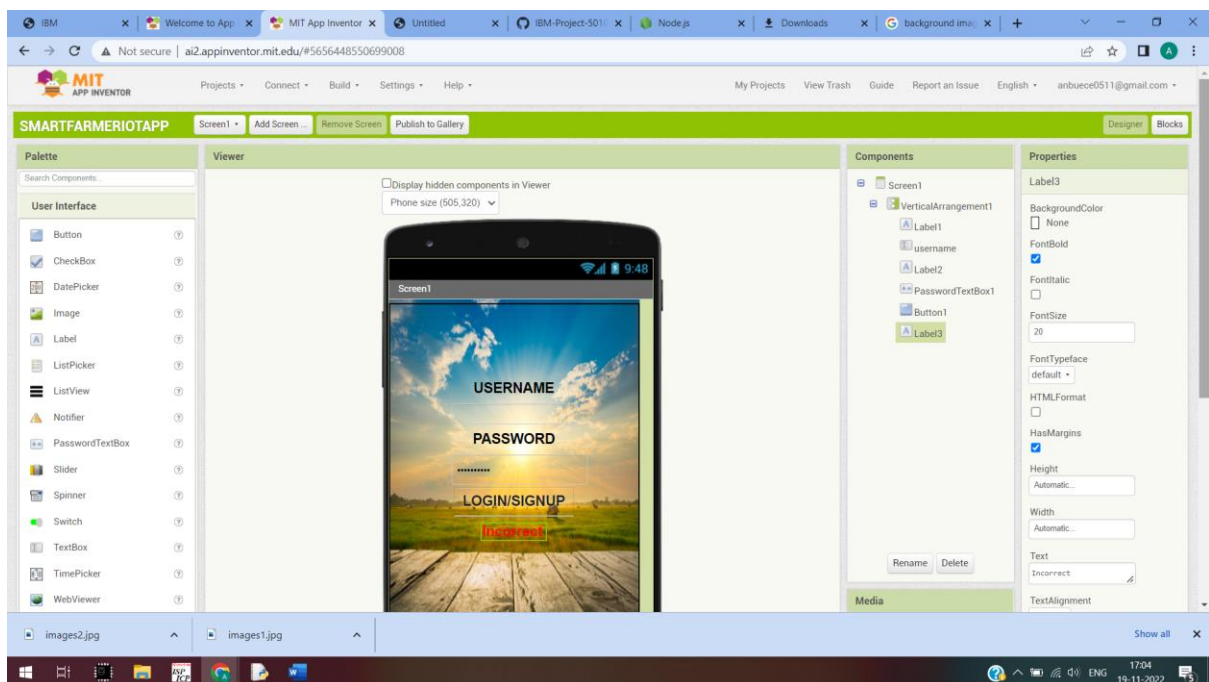 IBM
Welcome to App
MIT App Inventor
Untitled
IBM-Project-5010
Node.js
Downloads
background imag
Not secure
ai2.appinventor.mit.edu/#5656448550699008
A
MIT
APP INVENTOR
Projects
Connect
Build
Settings
Help
My Projects
View Trash
Guide
Report an Issue
English
anbuece0511@gmail.com
SMARTFARMERIOTAPP
Screen1
Add Screen ...
Remove Screen
Publish to Gallery
Designer
Blocks
Palette
Viewer
Components
Properties
Search Components...
User Interface
Button
CheckBox
DatePicker
Image
Label
ListPicker
ListView
Notifier
PasswordTextBox
Slider
Spinner
Switch
TextBox
TimePicker
WebViewer
Display hidden components in Viewer
Phone size (505,320)
9:48
Screen1
USERNAME
PASSWORD
••••••••••
LOGIN/SIGNUP
Incorrect
Screen1
VerticalArrangement1
Label1
username
Label2
PasswordTextBox1
Button1
Label3
Rename
Delete
Media
Label3
BackgroundColor
None
FontBold
FontItalic
FontSize
20
FontTypeface
default
HTMLFormat
HasMargins
Height
Automatic...
Width
Automatic...
Text
Incorrect
TextAlignment
images2.jpg
images1.jpg
Show all
ISP
ICP
ENG
17:04
19-11-2022